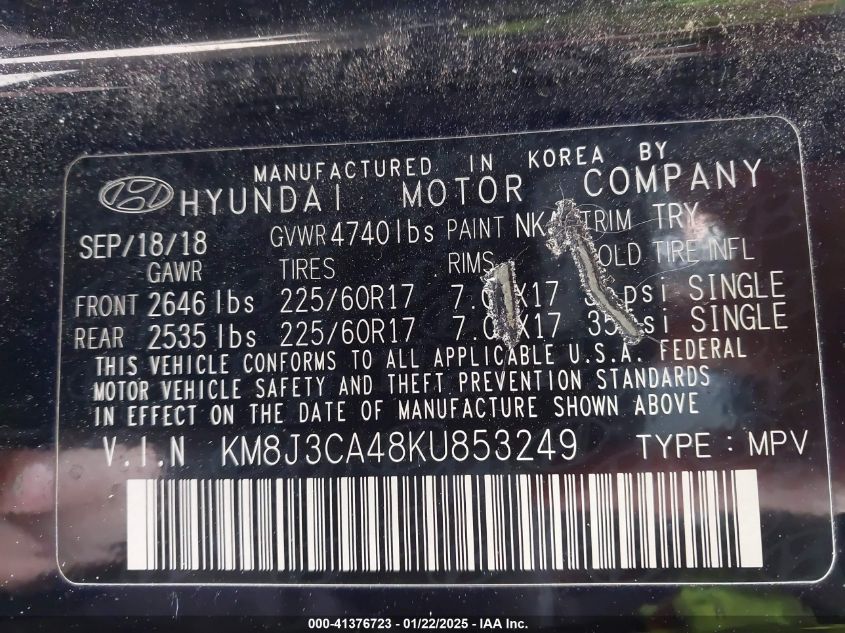 MANUFACTURED IN KOREA BY
HYUNDAI MOTOR COMPANY
SEP/18/18 GVWR 4740 lbs PAINT TRIM TRY
GAWR TIRES RIMS TIRE INFL
FRONT 2646 lbs 225/60R17 X17 psi SINGLE
REAR 2535 lbs 225/60R17 X17 SINGLE
THIS VEHICLE CONFORMS TO ALL APPLICABLE U.S.A. FEDERAL
MOTOR VEHICLE SAFETY AND THEFT PREVENTION STANDARDS
IN EFFECT ON THE DATE OF MANUFACTURE SHOWN ABOVE
V.I.N KM8J3CA48KU853249 TYPE : MPV
000-41376723 - 01/22/2025 - IAA Inc.